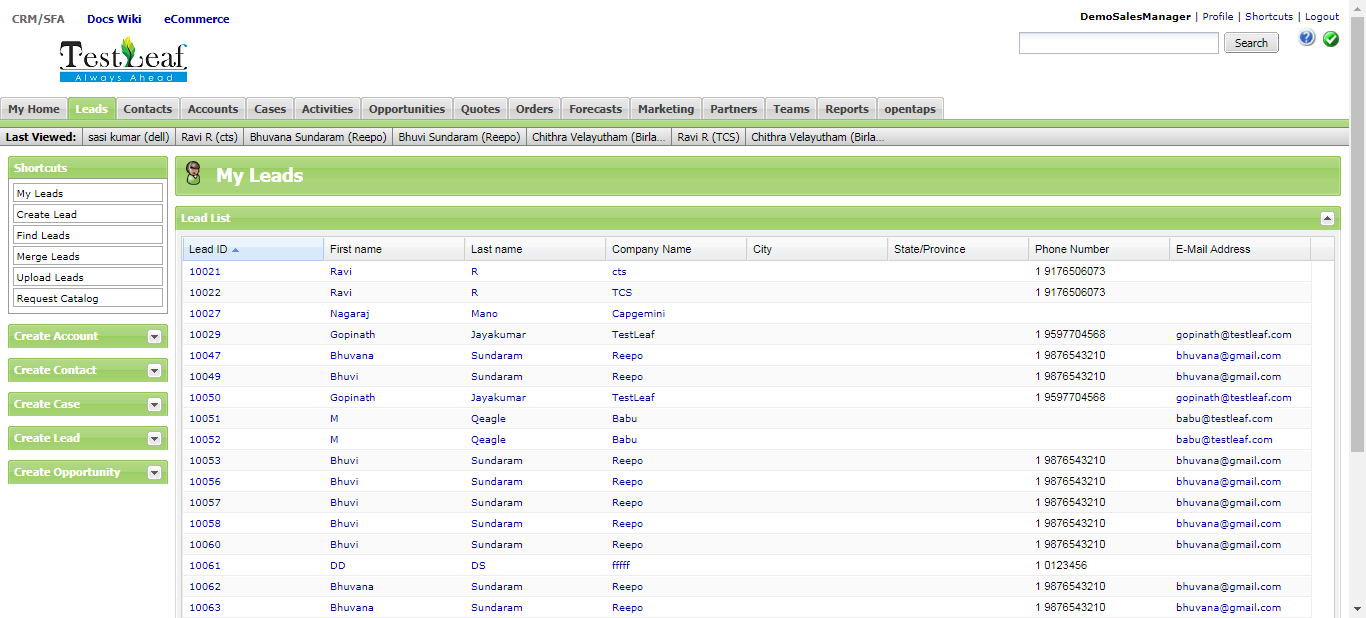 CRM/SFA Docs Wiki eCommerce
DemoSalesManager | Profile | Shortcuts | Logout
Search
TestLeaf
Always Ahead
My Home Leads Contacts Accounts Cases Activities Opportunities Quotes Orders Forecasts Marketing Partners Teams Reports opentaps
Last Viewed: sasi kumar (dell) Ravi R (cts) Bhuvana Sundaram (Reepo) Bhuvi Sundaram (Reepo) Chithra Velayutham (Birla... Ravi R (TCS) Chithra Velayutham (Birla...
Shortcuts
My Leads
Create Lead
Find Leads
Merge Leads
Upload Leads
Request Catalog
Create Account
Create Contact
Create Case
Create Lead
Create Opportunity
My Leads
Lead List
Lead ID First name Last name Company Name City State/Province Phone Number E-Mail Address
10021 Ravi R cts 1 9176506073
10022 Ravi R TCS 1 9176506073
10027 Nagaraj Mano Capgemini
10029 Gopinath Jayakumar TestLeaf 1 9597704568 gopinath@testleaf.com
10047 Bhuvana Sundaram Reepo 1 9876543210 bhuvana@gmail.com
10049 Bhuvi Sundaram Reepo 1 9876543210 bhuvana@gmail.com
10050 Gopinath Jayakumar TestLeaf 1 9597704568 gopinath@testleaf.com
10051 M Qeagle Babu babu@testleaf.com
10052 M Qeagle Babu babu@testleaf.com
10053 Bhuvi Sundaram Reepo 1 9876543210 bhuvana@gmail.com
10056 Bhuvi Sundaram Reepo 1 9876543210 bhuvana@gmail.com
10057 Bhuvi Sundaram Reepo 1 9876543210 bhuvana@gmail.com
10058 Bhuvi Sundaram Reepo 1 9876543210 bhuvana@gmail.com
10060 Bhuvi Sundaram Reepo 1 9876543210 bhuvana@gmail.com
10061 DD DS fffff 1 0123456
10062 Bhuvana Sundaram Reepo 1 9876543210 bhuvana@gmail.com
10063 Bhuvana Sundaram Reepo 1 9876543210 bhuvana@gmail.com